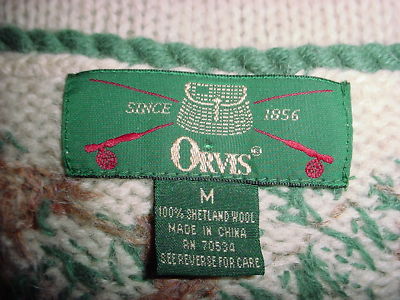 SINCE 1856
ORVIS®
M
100% SHETLAND WOOL
MADE IN CHINA
RN 70534
SEE REVERSE FOR CARE